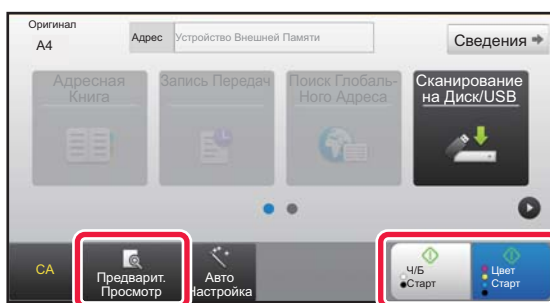 Оригинал
A4
Адрес
Устройство Внешней Памяти
Сведения
Адресная
Книга
Запись Передач
Поиск Глобаль-
Ного Адреса
Сканирование
на Диск/USB
CA
Предварит.
Просмотр
Авто
Настройка
Ч/Б
Старт
Цвет
Старт